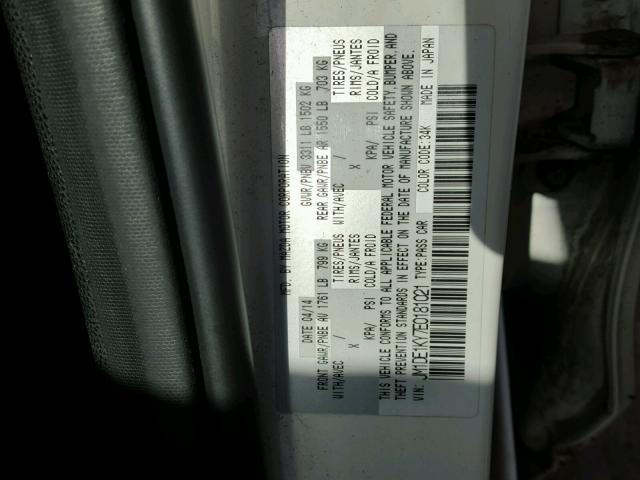 MFD. BY MAZDA MOTOR CORPORATION
DATE 04/14 GVWR/PNBV 3311 LB 1502 KG
FRONT GAWR/PNBE AV 1761 LB 799 KG REAR GAWR/PNBE AR 1550 LB 703 KG
WITH/AVEC / TIRES/PNEUS WITH/AVEC / TIRES/PNEUS
X RIMS/JANTES X RIMS/JANTES
KPA/ PSI COLD/A FROID KPA/ PSI COLD/A FROID
THIS VEHICLE CONFORMS TO ALL APPLICABLE FEDERAL MOTOR VEHICLE SAFETY, BUMPER, AND
THEFT PREVENTION STANDARDS IN EFFECT ON THE DATE OF MANUFACTURE SHOWN ABOVE.
VIN: JM1DE1KY7E0181021 TYPE:PASS CAR COLOR CODE:34K MADE IN JAPAN